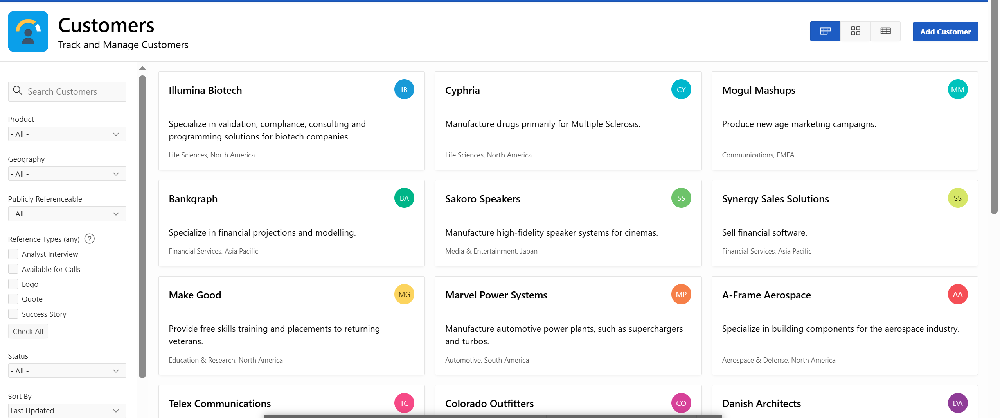 Customers
Track and Manage Customers
Add Customer
Search Customers
Product
- All -
Geography
- All -
Publicly Referenceable
- All -
Reference Types (any) ?
Analyst Interview
Available for Calls
Logo
Quote
Success Story
Check All
Status
- All -
Sort By
Last Updated
Illumina Biotech
IB
Specialize in validation, compliance, consulting and
programming solutions for biotech companies
Life Sciences, North America
Cyphria
CY
Manufacture drugs primarily for Multiple Sclerosis.
Life Sciences, North America
Mogul Mashups
MM
Produce new age marketing campaigns.
Communications, EMEA
Bankgraph
BA
Specialize in financial projections and modelling.
Financial Services, Asia Pacific
Sakoro Speakers
SS
Manufacture high-fidelity speaker systems for cinemas.
Media & Entertainment, Japan
Synergy Sales Solutions
SS
Sell financial software.
Financial Services, Asia Pacific
Make Good
MG
Provide free skills training and placements to returning
veterans.
Education & Research, North America
Marvel Power Systems
MP
Manufacture automotive power plants, such as superchargers
and turbos.
Automotive, South America
A-Frame Aerospace
AA
Specialize in building components for the aerospace industry.
Aerospace & Defense, North America
Telex Communications
TC
Colorado Outfitters
CO
Danish Architects
DA